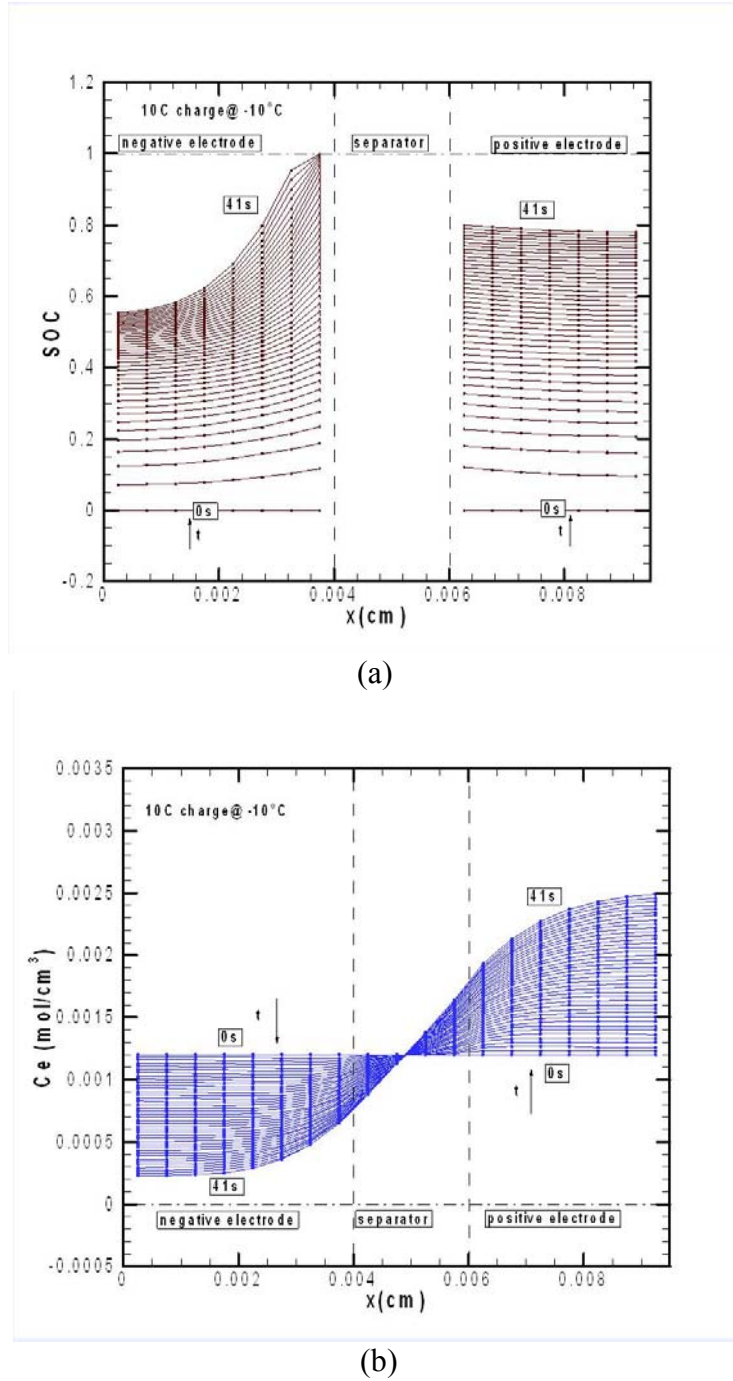 1.2
10C charge@-10°C
negative electrode
separator
positive electrode
1
41s
41s
0.8
0.6
SOC
0.4
0.2
0
0s
0s
t
t
-0.2
0
0.002
0.004
0.006
0.008
x(cm)
(a)
0.0035
10C charge@-10°C
0.003
0.0025
41s
0.002
Ce (mol/cm³)
0.0015
t
0s
0.001
t
0s
0.0005
41s
0
negative electrode
separator
positive electrode
-0.0005
0
0.002
0.004
0.006
0.008
x(cm)
(b)